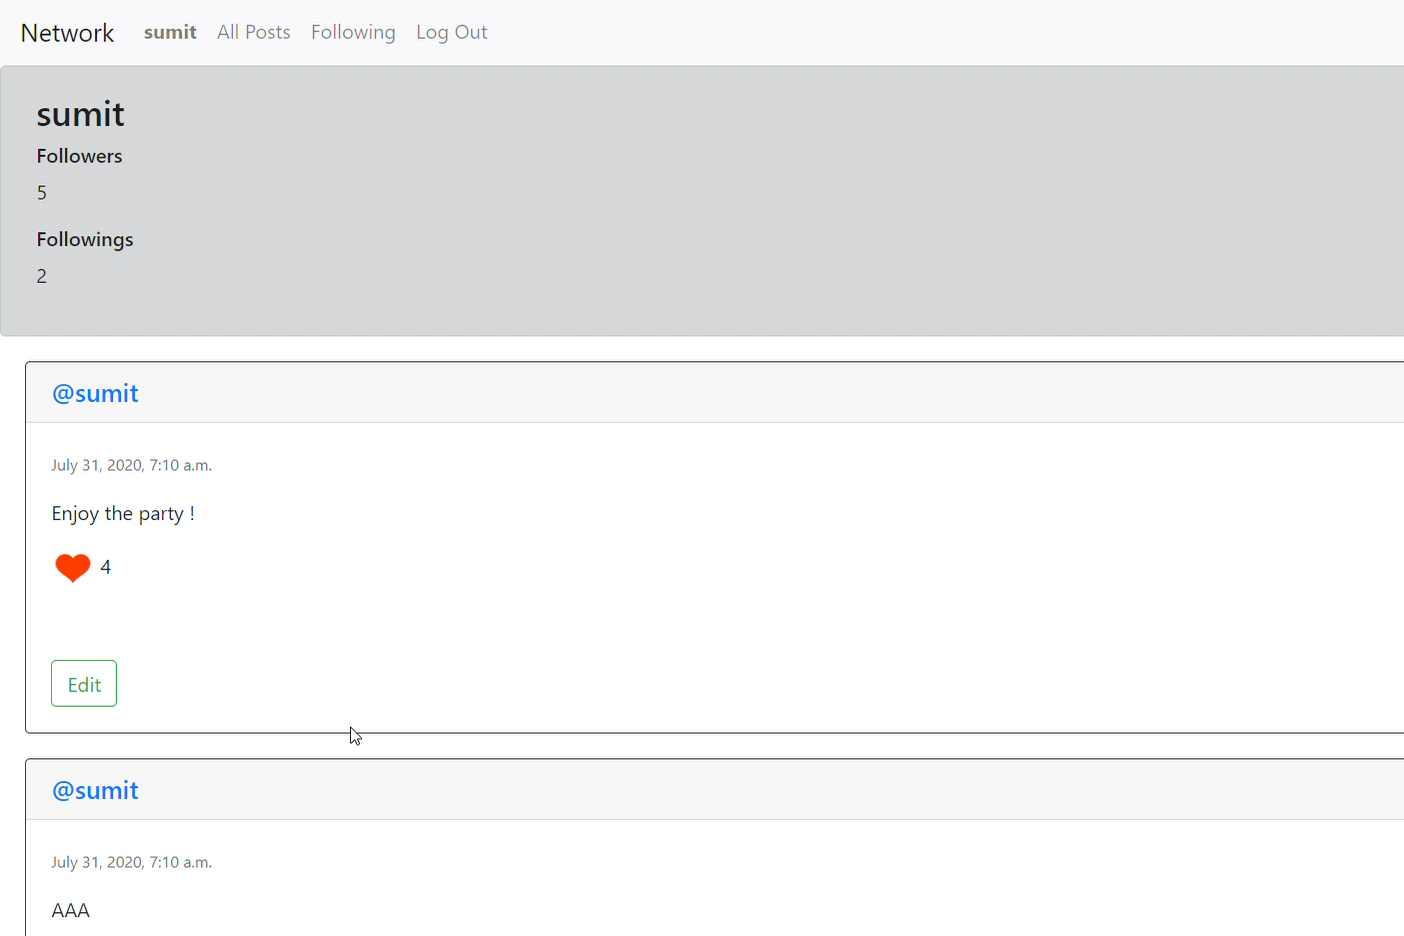 Network sumit All Posts Following Log Out
sumit
Followers
5
Followings
2
@sumit
July 31, 2020, 7:10 a.m.
Enjoy the party !
4
Edit
@sumit
July 31, 2020, 7:10 a.m.
AAA